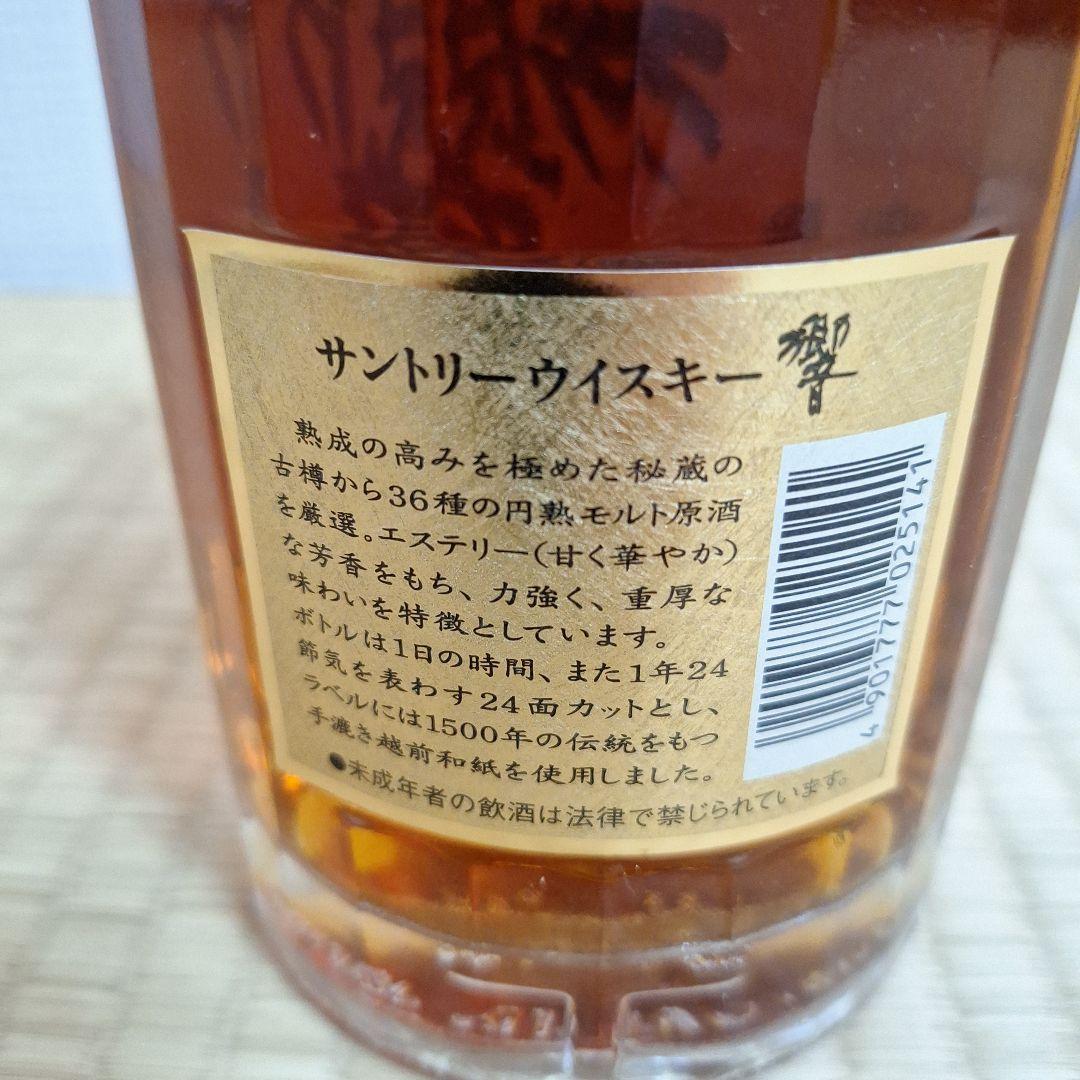 サントリーウイスキー 響
熟成の高みを極めた秘蔵の
古樽から36種の円熟モルト原酒
を厳選。エステリー(甘く華やか)
な芳香をもち、力強く、重厚な
味わいを特徴としています。
ボトルは1日の時間、また1年24
節気を表わす24面カットとし、
ラベルには1500年の伝統をもつ
手漉き越前和紙を使用しました。
●未成年者の飲酒は法律で禁じられています。
4 901777 025141